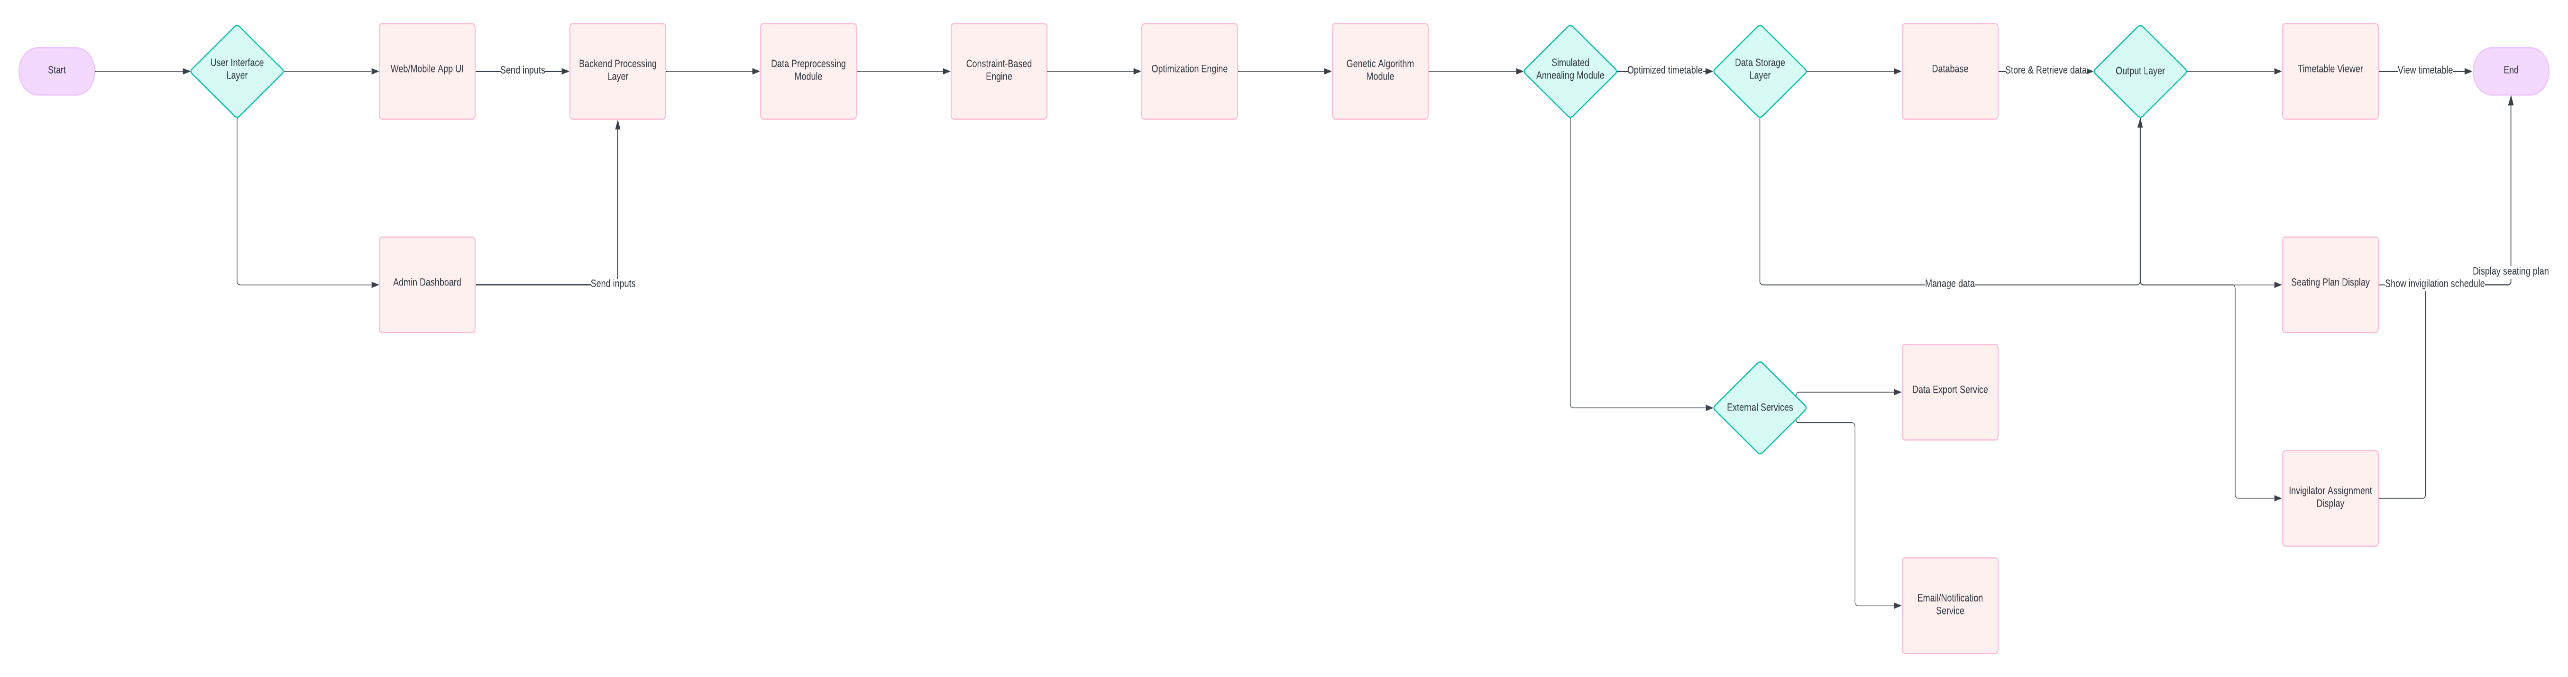 Start
User Interface
Layer
Web/Mobile App UI
Send inputs
Backend Processing
Layer
Data Preprocessing
Module
Constraint-Based
Engine
Optimization Engine
Genetic Algorithm
Module
Simulated
Annealing Module
Optimized timetable
Data Storage
Layer
Database
Store & Retrieve data
Output Layer
Timetable Viewer
View timetable
End
Admin Dashboard
Send inputs
Manage data
Seating Plan Display
Display seating plan
Show invigilation schedule
External Services
Data Export Service
Invigilator Assignment
Display
Email/Notification
Service